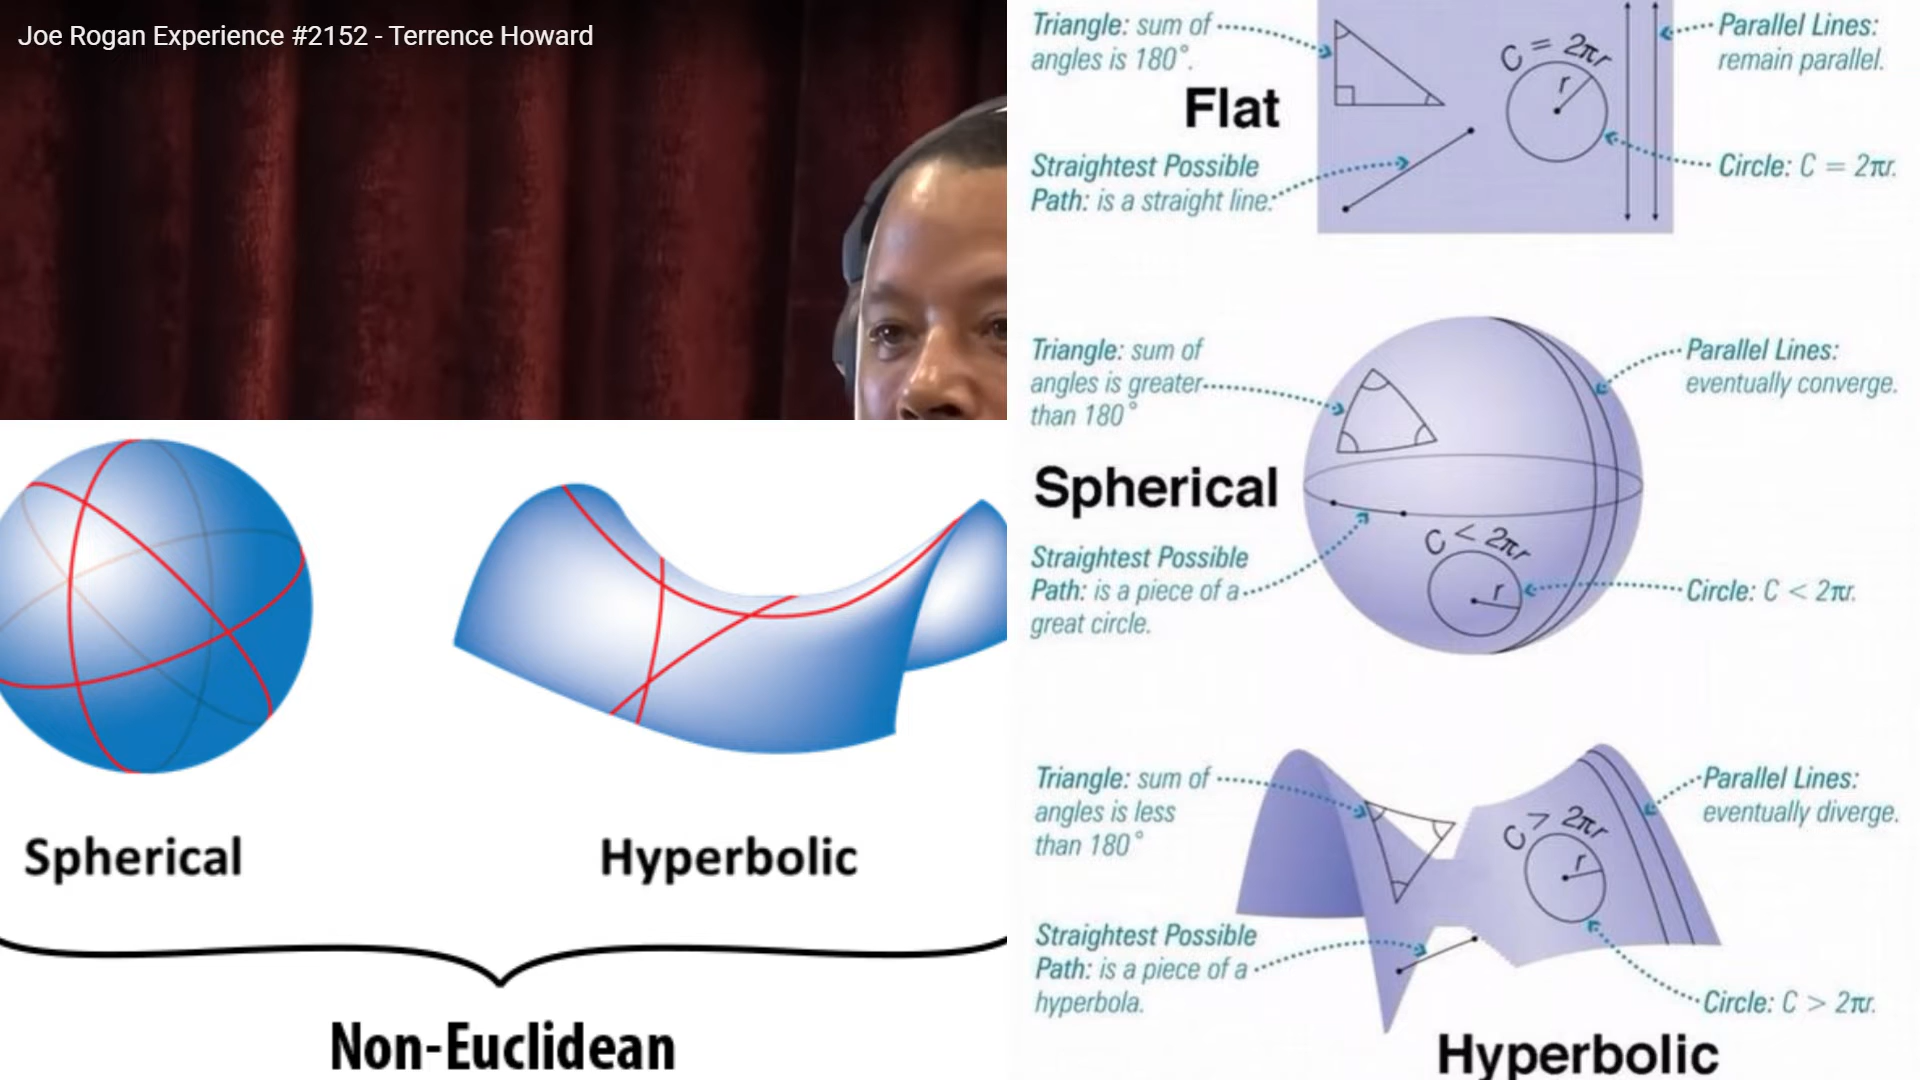 Joe Rogan Experience #2152 - Terrence Howard
Spherical
Hyperbolic
Non-Euclidean
Triangle: sum of
angles is 180°.
Flat
Straightest Possible
Path: is a straight line.
C = 2πr
r
Parallel Lines:
remain parallel.
Circle: C = 2πr.
Triangle: sum of
angles is greater
than 180°
Spherical
Straightest Possible
Path: is a piece of a
great circle.
C < 2πr
r
Parallel Lines:
eventually converge.
Circle: C < 2πr.
Triangle: sum of
angles is less
than 180°
Straightest Possible
Path: is a piece of a
hyperbola.
C > 2πr
r
Parallel Lines:
eventually diverge.
Circle: C > 2πr.
Hyperbolic